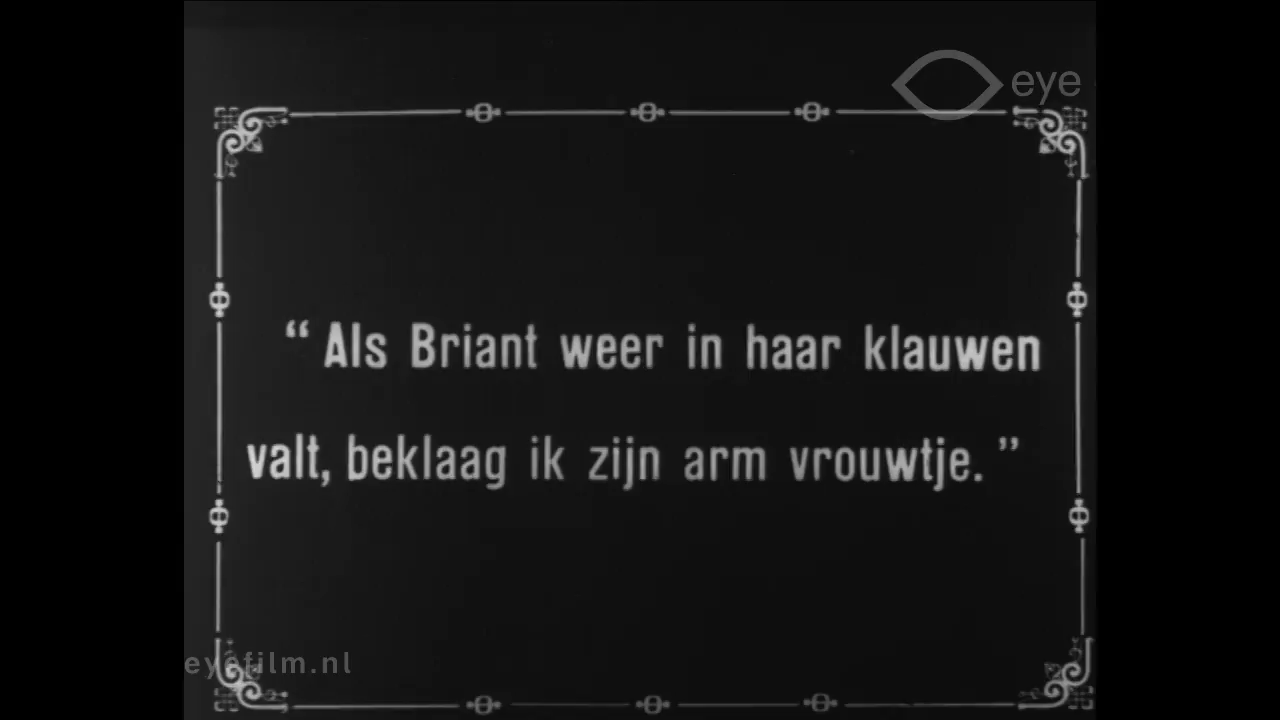 eye
“Als Briant weer in haar klauwen
valt, beklaag ik zijn arm vrouwtje.”
eyefilm.nl